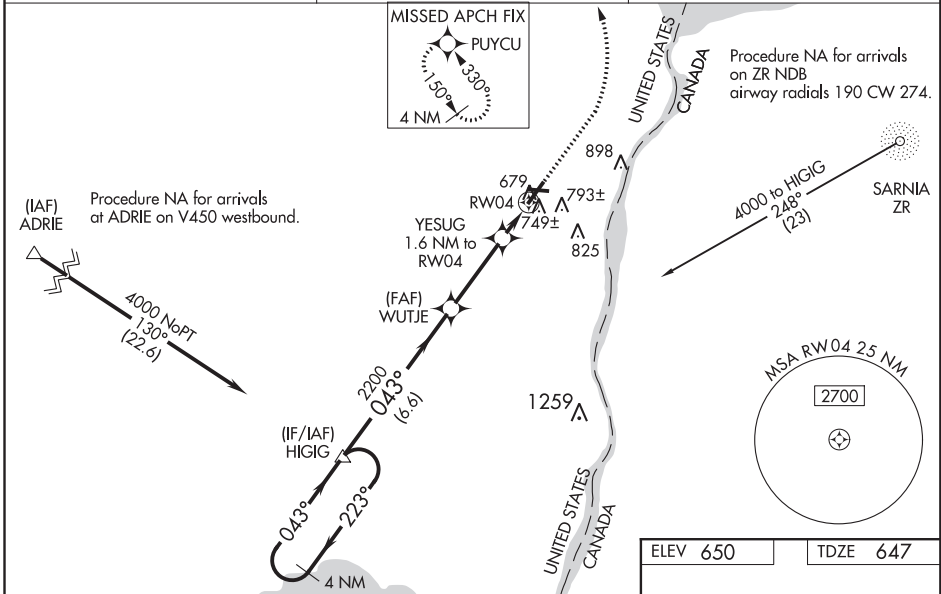 MISSED APCH FIX
PUYCU
330°
150°
4 NM
UNITED STATES
CANADA
Procedure NA for arrivals
on ZR NDB
airway radials 190 CW 274.
898
679
RW04
793±
749±
825
SARNIA
ZR
4000 to HIGIG
248°
(23)
(IAF)
ADRIE
Procedure NA for arrivals
at ADRIE on V450 westbound.
YESUG
1.6 NM to
RW04
4000 NoPT
130°
(22.6)
(FAF)
WUTJE
2200
043°
(6.6)
MSA RW04 25 NM
2700
1259
(IF/IAF)
HIGIG
043°
223°
4 NM
UNITED STATES
CANADA
ELEV 650
TDZE 647